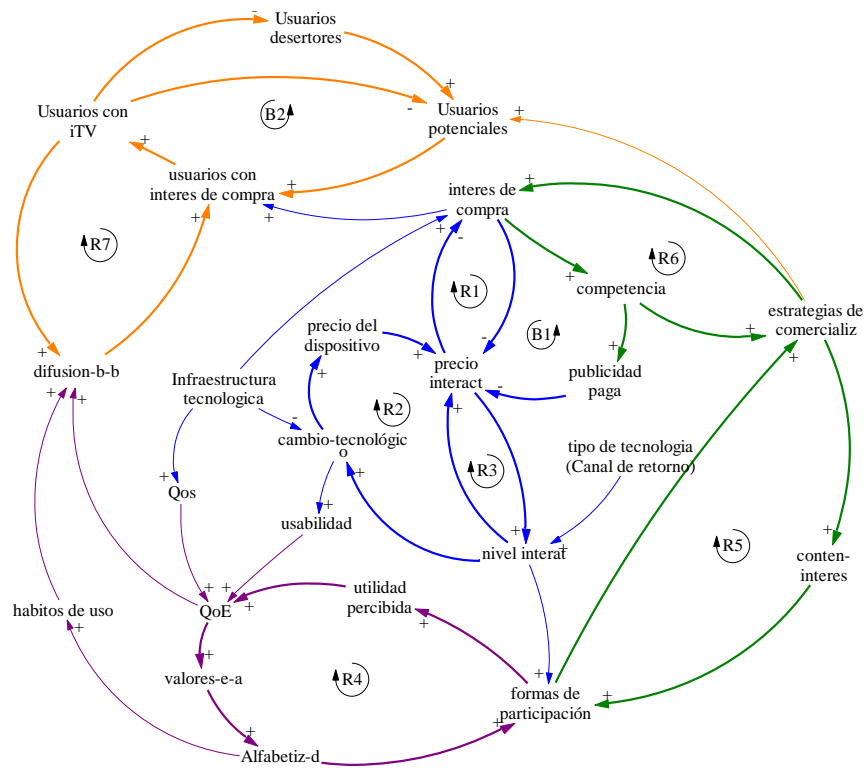 Usuarios
desertores
Usuarios con
iTV
B2
Usuarios
potenciales
usuarios con
interes de compra
interes de
compra
R7
R1
R6
competencia
estrategias de
comercializ
precio del
dispositivo
B1
difusion-b-b
Infraestructura
tecnologica
precio
interact
publicidad
paga
R2
cambio-tecnológic
o
tipo de tecnologia
(Canal de retorno)
R3
Qos
usabilidad
nivel interat
R5
conten-
interes
utilidad
percibida
habitos de uso
QoE
valores-e-a
R4
formas de
participación
Alfabetiz-d